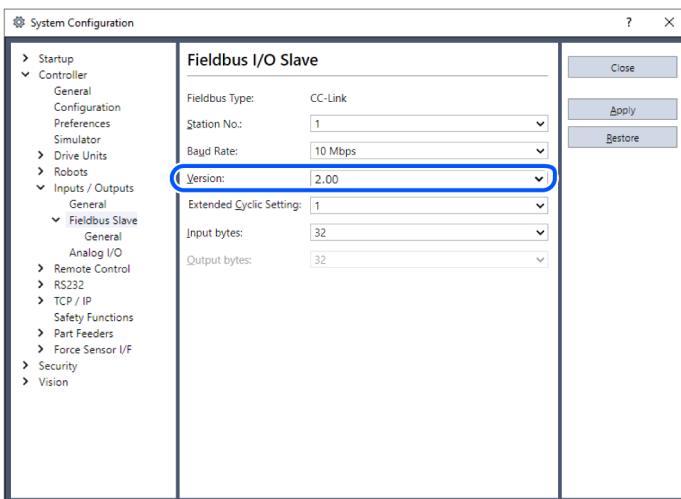 System Configuration
?
Startup
Controller
General
Configuration
Preferences
Simulator
Drive Units
Robots
Inputs / Outputs
General
Fieldbus Slave
General
Analog I/O
Remote Control
RS232
TCP / IP
Safety Functions
Part Feeders
Force Sensor I/F
Security
Vision
Fieldbus I/O Slave
Fieldbus Type: CC-Link
Station No.: 1
Baud Rate: 10 Mbps
Version: 2.00
Extended Cyclic Setting: 1
Input bytes: 32
Output bytes: 32
Close
Apply
Restore